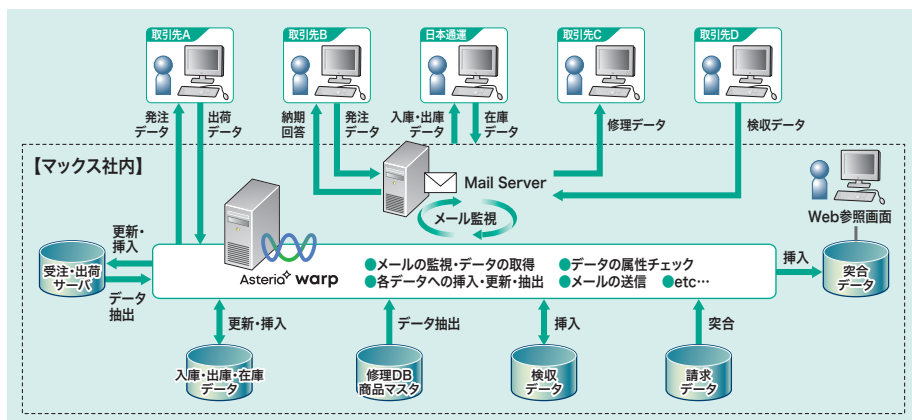 取引先A
取引先B
日本通運
取引先C
取引先D
発注
データ
出荷
データ
納期
回答
発注
データ
入庫・出庫
データ
在庫
データ
修理データ
検収データ
【マックス社内】
Mail Server
メール監視
Web参照画面
更新・
挿入
受注・出荷
サーバ
データ
抽出
Asteria warp
●メールの監視・データの取得
●データの属性チェック
●各データへの挿入・更新・抽出
●メールの送信
●etc…
挿入
突合
データ
更新・挿入
データ抽出
挿入
突合
入庫・出庫・在庫
データ
修理DB
商品マスタ
検収
データ
請求
データ